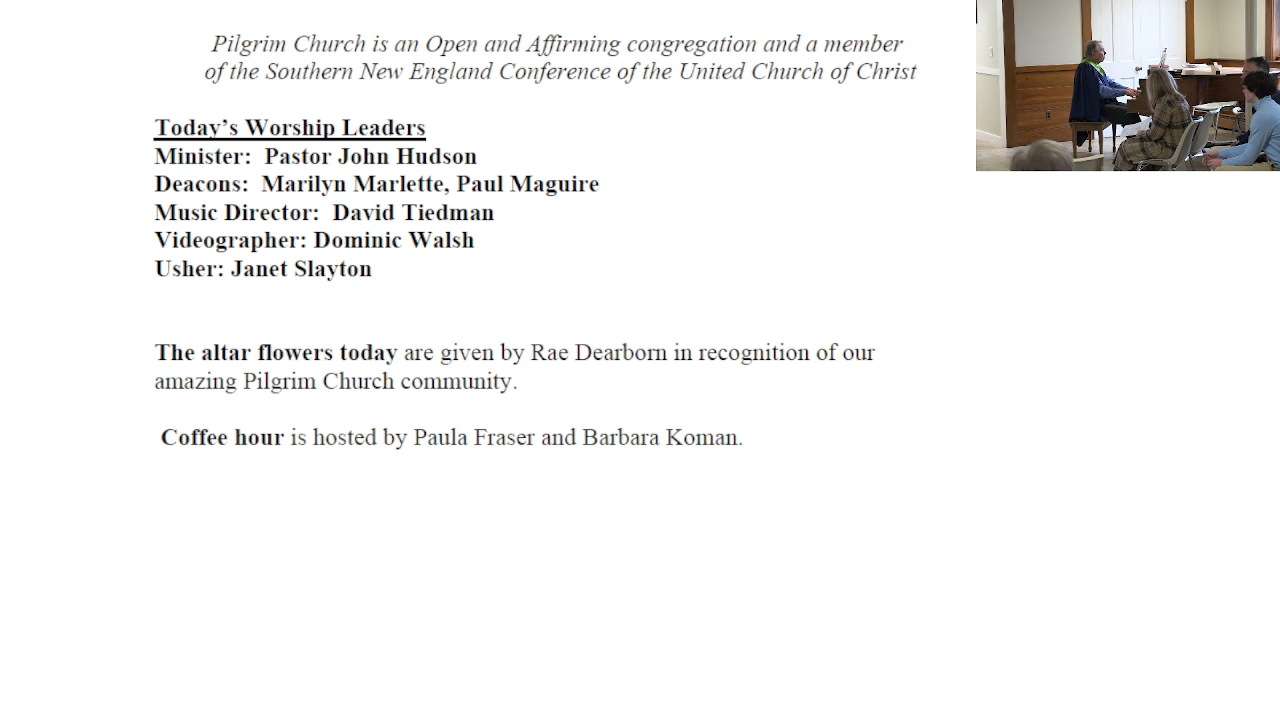 Pilgrim Church is an Open and Affirming congregation and a member
of the Southern New England Conference of the United Church of Christ
Today's Worship Leaders
Minister:  Pastor John Hudson
Deacons:  Marilyn Marlette, Paul Maguire
Music Director:  David Tiedman
Videographer: Dominic Walsh
Usher: Janet Slayton
The altar flowers today are given by Rae Dearborn in recognition of our
amazing Pilgrim Church community.
Coffee hour is hosted by Paula Fraser and Barbara Koman.